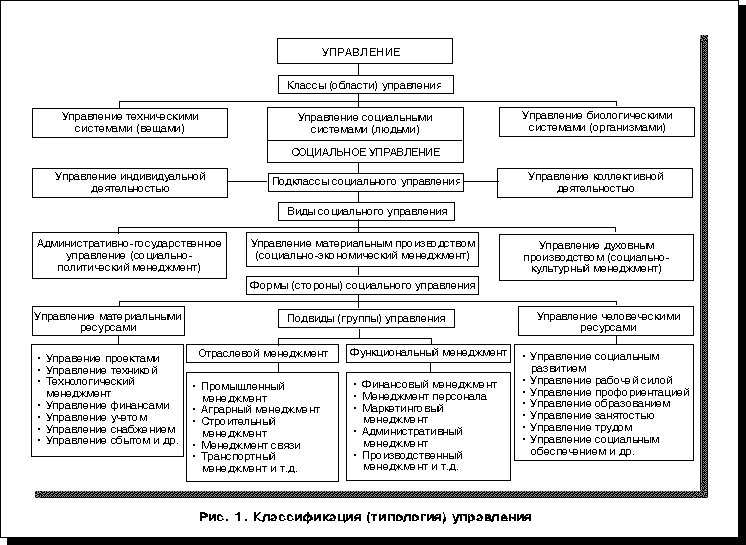 УПРАВЛЕНИЕ
Классы (области) управления
Управление техническими
системами (вещами)
Управление социальными
системами (людьми)
СОЦИАЛЬНОЕ УПРАВЛЕНИЕ
Управление биологическими
системами (организмами)
Управление индивидуальной
деятельностью
Подклассы социального управления
Управление коллективной
деятельностью
Виды социального управления
Административно-государственное
управление (социально-
политический менеджмент)
Управление материальным производством
(социально-экономический менеджмент)
Управление духовным
производством (социально-
культурный менеджмент)
Формы (стороны) социального управления
Управление материальными
ресурсами
Подвиды (группы) управления
Управление человеческими
ресурсами
• Управение проектами
• Управление техникой
• Технологический
менеджмент
• Управление финансами
• Управление учетом
• Управление снабжением
• Управление сбытом и др.
Отраслевой менеджмент
• Промышленный
менеджмент
• Аграрный менеджмент
• Строительный
менеджмент
• Менеджмент связи
• Транспортный
менеджмент и т.д.
Функциональный менеджмент
• Финансовый менеджмент
• Менеджмент персонала
• Маркетинговый
менеджмент
• Административный
менеджмент
• Производственный
менеджмент и т.д.
• Управление социальным
развитием
• Управление рабочей силой
• Управление профориентацией
• Управление образованием
• Управление занятостью
• Управление трудом
• Управление социальным
обеспечением и др.
Рис. 1. Классификация (типология) управления